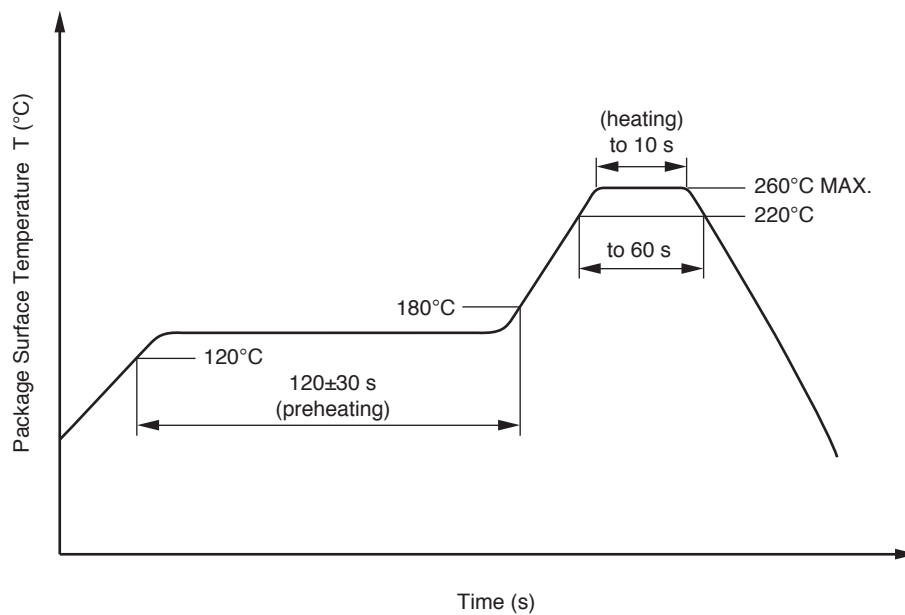 Package Surface Temperature T (°C)
(heating)
to 10 s
260°C MAX.
220°C
to 60 s
180°C
120°C
120±30 s
(preheating)
Time (s)